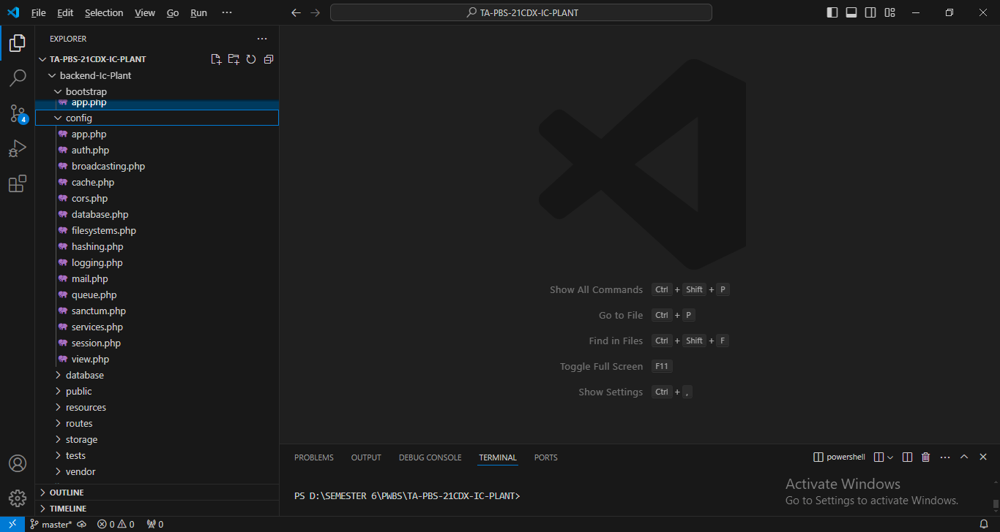 File Edit Selection View Go Run ···
TA-PBS-21CDX-IC-PLANT
EXPLORER
TA-PBS-21CDX-IC-PLANT
backend-Ic-Plant
bootstrap
app.php
config
app.php
auth.php
broadcasting.php
cache.php
cors.php
database.php
filesystems.php
hashing.php
logging.php
mail.php
queue.php
sanctum.php
services.php
session.php
view.php
database
public
resources
routes
storage
tests
vendor
OUTLINE
TIMELINE
4
Show All Commands Ctrl + Shift + P
Go to File Ctrl + P
Find in Files Ctrl + Shift + F
Toggle Full Screen F11
Show Settings Ctrl + ,
PROBLEMS OUTPUT DEBUG CONSOLE TERMINAL PORTS
powershell
PS D:\SEMESTER 6\PWBS\TA-PBS-21CDX-IC-PLANT>
Activate Windows
Go to Settings to activate Windows.
master* 0 0 0